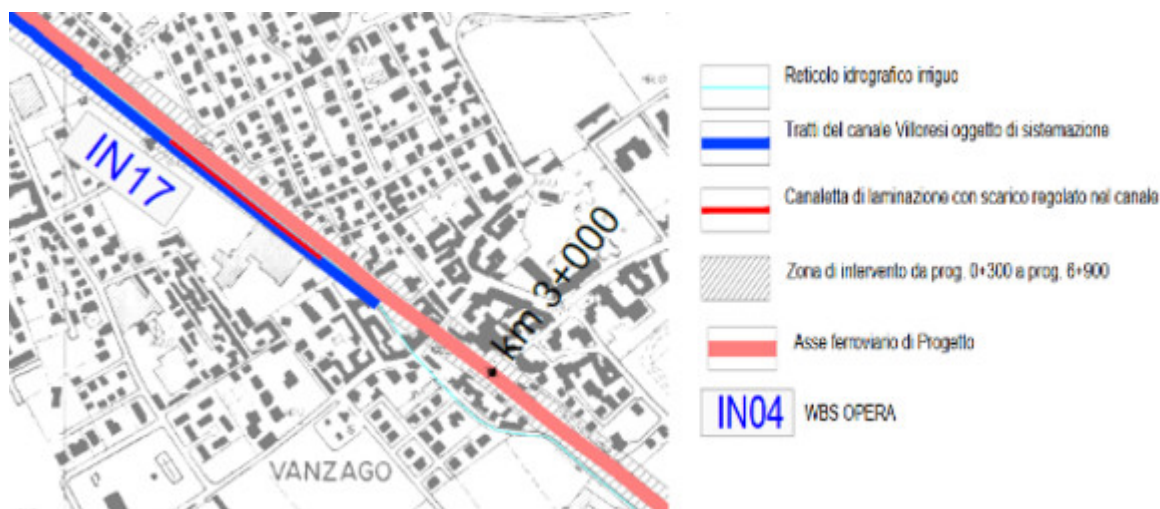 IN17
km 3+000
VANZAGO
Reticolo idrografico irriguo
Tratti del canale Villoresi oggetto di sistemazione
Canaletta di laminazione con scarico regolato nel canale
Zona di intervento da prog. 0+300 a prog. 6+900
Asse ferroviario di Progetto
IN04 WBS OPERA